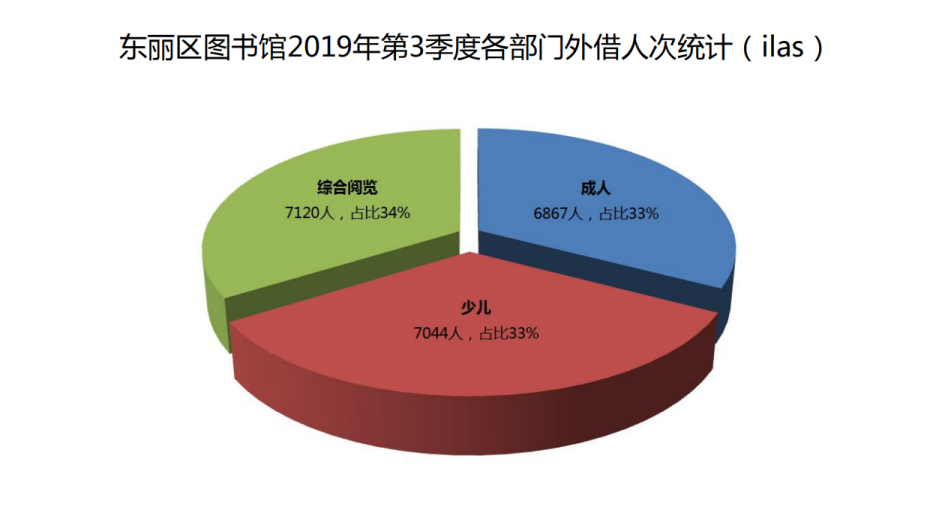 东丽区图书馆2019年第3季度各部门外借人次统计（ilas）
综合阅览
7120人，占比34%
成人
6867人，占比33%
少儿
7044人，占比33%